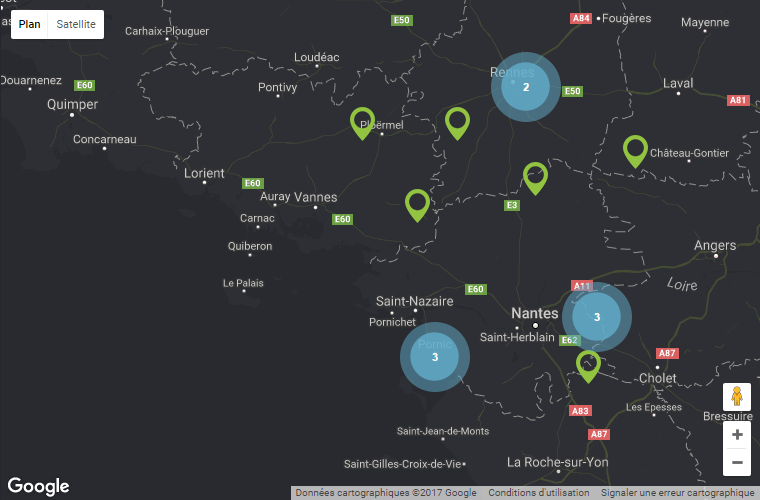 Plan Satellite
E50
A84
Fougères
Mayenne
Carhaix-Plouguer
Loudéac
Rennes
2
Douarnenez
E60
Pontivy
E50
Laval
A81
Quimper
Ploërmel
Concarneau
Château-Gontier
Lorient
E60
Auray
Vannes
E3
Carnac
E60
Quiberon
Angers
Le Palais
E60
A11
Loire
Saint-Nazaire
Pornichet
Nantes
3
Saint-Herblain
E62
Pornic
3
A87
Cholet
A83
Les Epesses
Bressuire
Saint-Jean-de-Monts
A87
Saint-Gilles-Croix-de-Vie
La Roche-sur-Yon
Google
Données cartographiques ©2017 Google
Conditions d'utilisation
Signaler une erreur cartographique